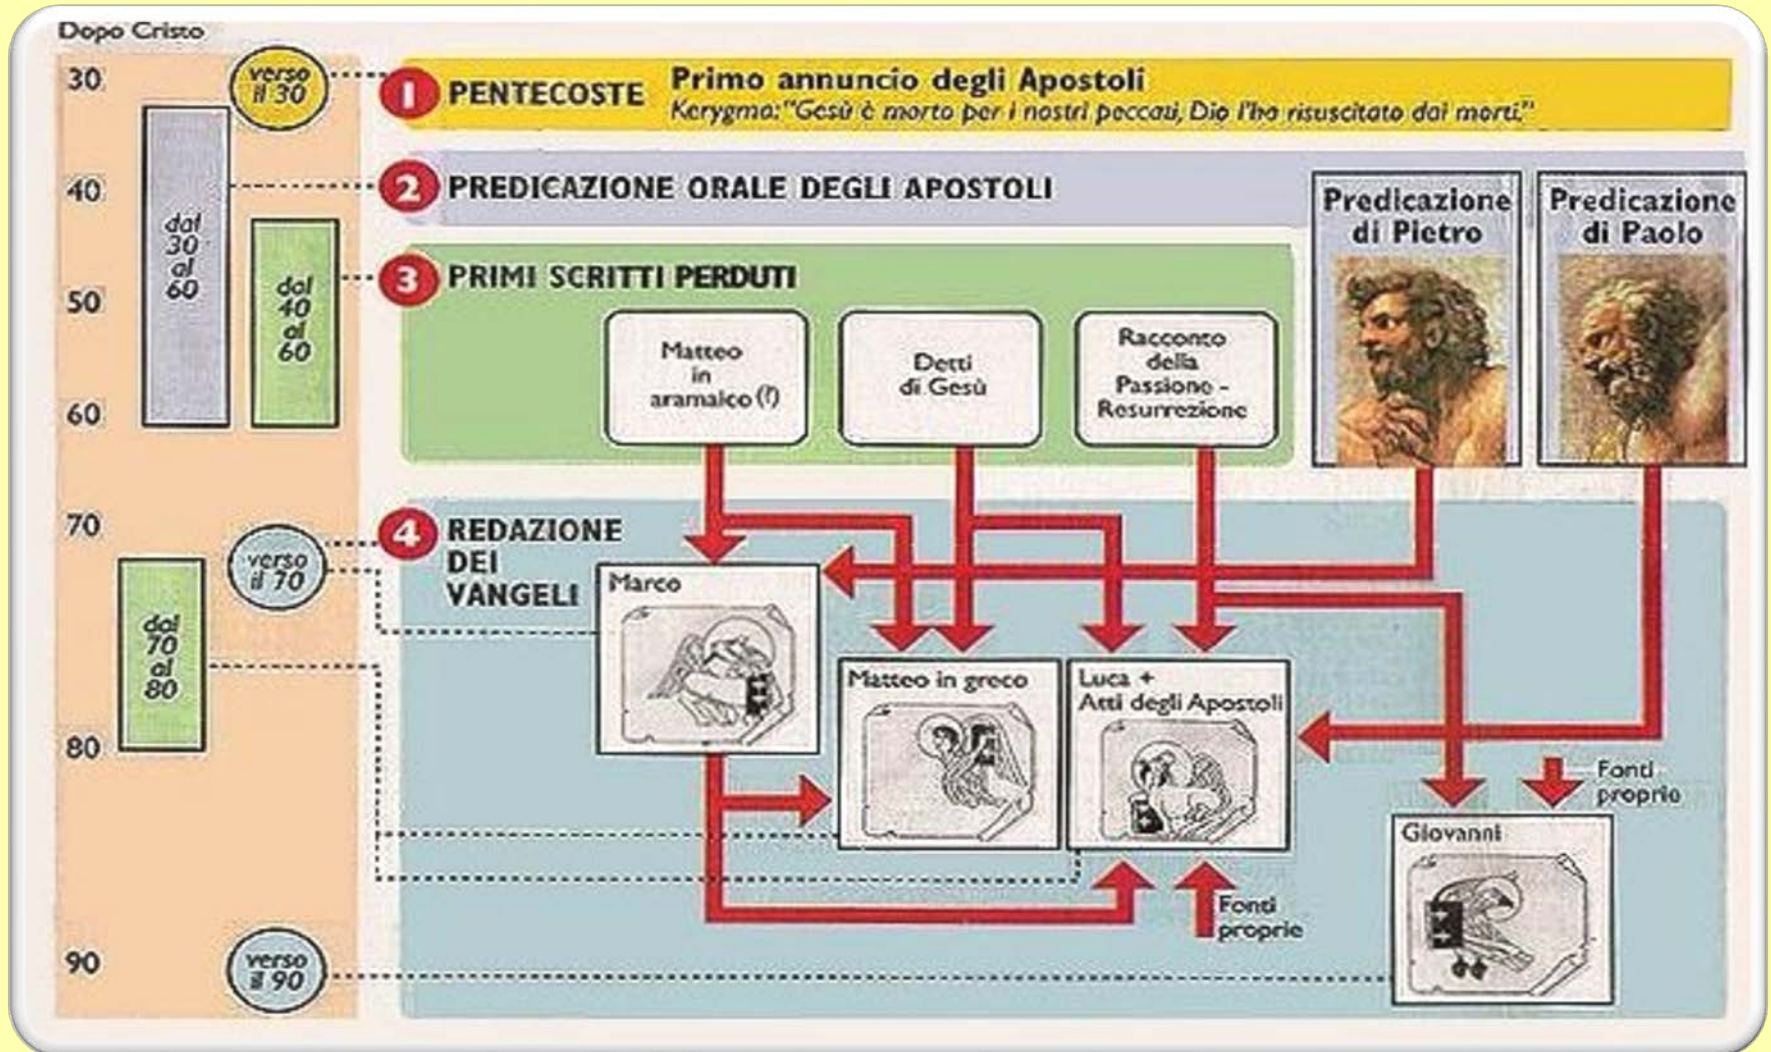 Dopo Cristo
30
40
50
60
70
80
90
verso
il 30
dal
30
al
60
dal
40
al
60
verso
il 70
dal
70
al
80
verso
il 90
1 PENTECOSTE Primo annuncio degli Apostoli
Kerygma: "Gesù è morto per i nostri peccati, Dio l'ha risuscitato dai morti."
2 PREDICAZIONE ORALE DEGLI APOSTOLI
Predicazione
di Pietro
Predicazione
di Paolo
3 PRIMI SCRITTI PERDUTI
Matteo
in
aramaico (?)
Detti
di Gesù
Racconto
della
Passione -
Resurrezione
4 REDAZIONE
DEI
VANGELI
Marco
Matteo in greco
Luca +
Atti degli Apostoli
Fonti
proprie
Giovanni
Fonti
proprie